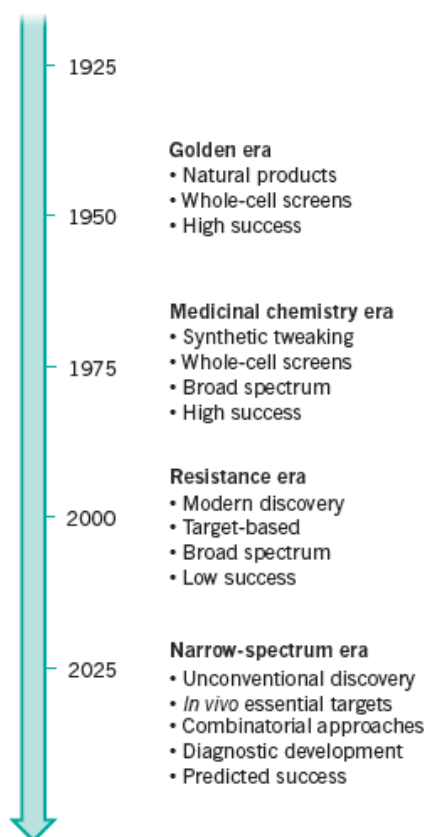 1925
Golden era
• Natural products
• Whole-cell screens
1950
• High success
Medicinal chemistry era
• Synthetic tweaking
1975
• Whole-cell screens
• Broad spectrum
• High success
Resistance era
• Modern discovery
2000
• Target-based
• Broad spectrum
• Low success
Narrow-spectrum era
2025
• Unconventional discovery
• In vivo essential targets
• Combinatorial approaches
• Diagnostic development
• Predicted success